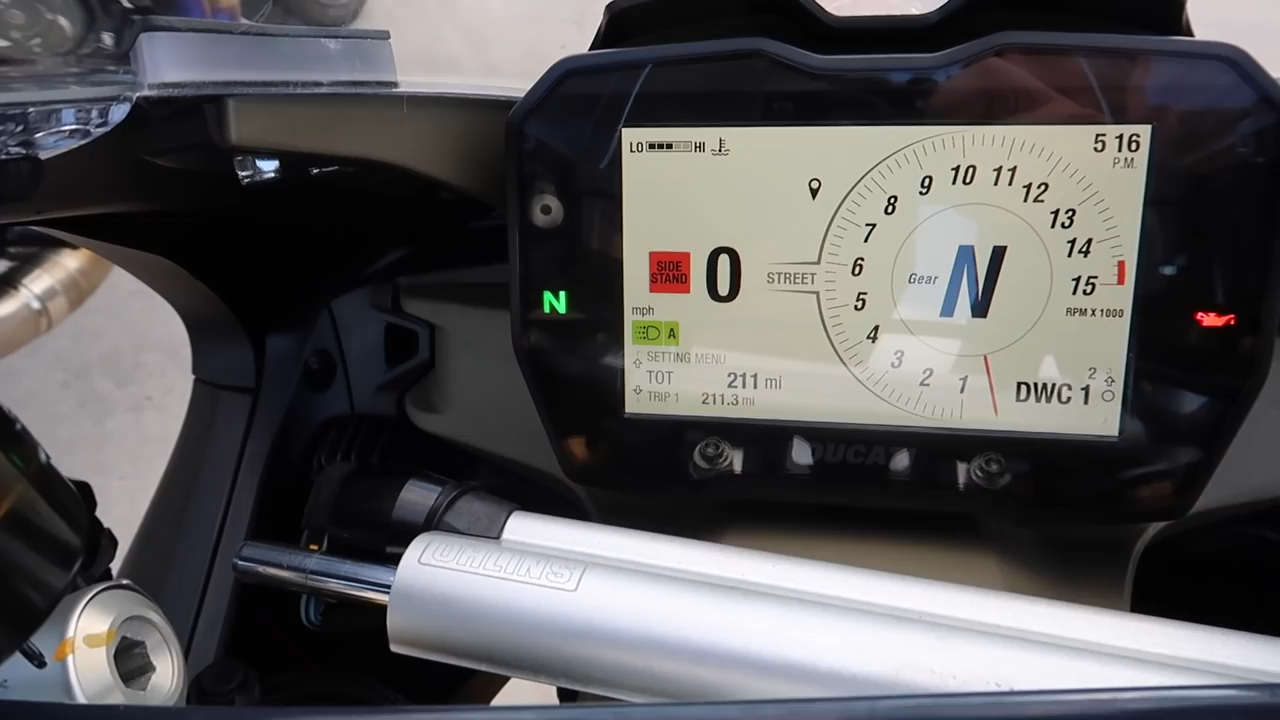 LO HI
5 16
P.M.
SIDE
STAND
0
mph
A
SETTING MENU
TOT 211 mi
TRIP 1 211.3 mi
STREET
1
2
3
4
5
6
7
8
9
10
11
12
13
14
15
RPM X 1000
Gear N
2
DWC 1
N
DUCATI
OHLINS